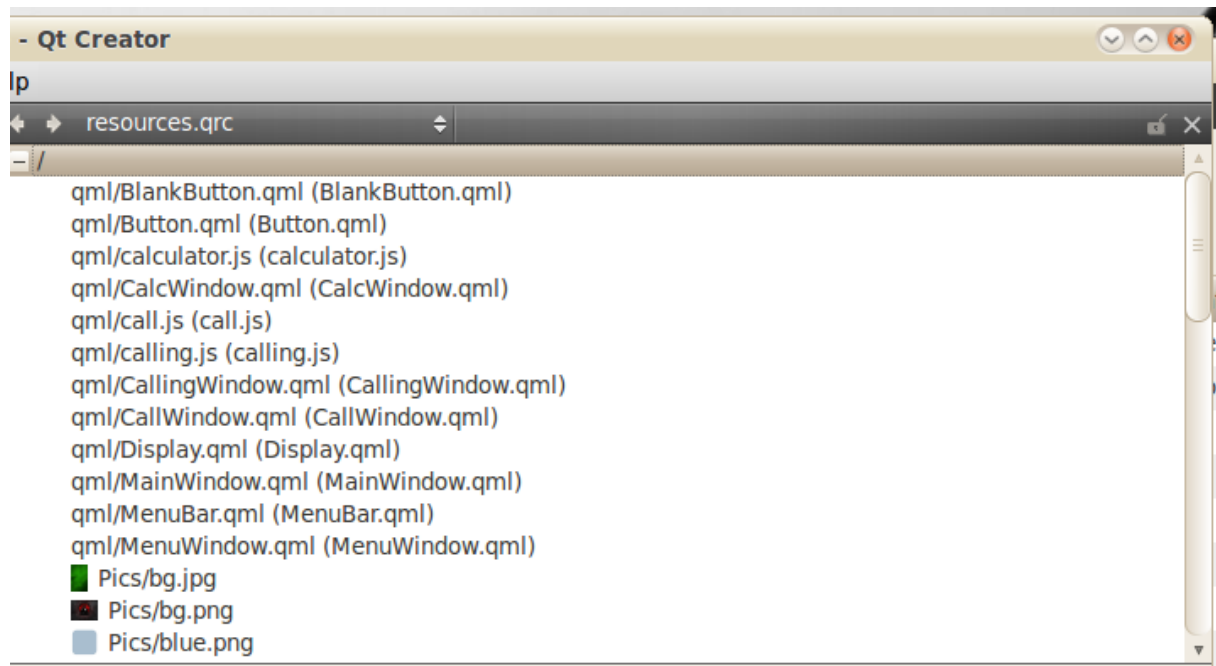 - Qt Creator
lp
resources.qrc
/
qml/BlankButton.qml (BlankButton.qml)
qml/Button.qml (Button.qml)
qml/calculator.js (calculator.js)
qml/CalcWindow.qml (CalcWindow.qml)
qml/call.js (call.js)
qml/calling.js (calling.js)
qml/CallingWindow.qml (CallingWindow.qml)
qml/CallWindow.qml (CallWindow.qml)
qml/Display.qml (Display.qml)
qml/MainWindow.qml (MainWindow.qml)
qml/MenuBar.qml (MenuBar.qml)
qml/MenuWindow.qml (MenuWindow.qml)
Pics/bg.jpg
Pics/bg.png
Pics/blue.png